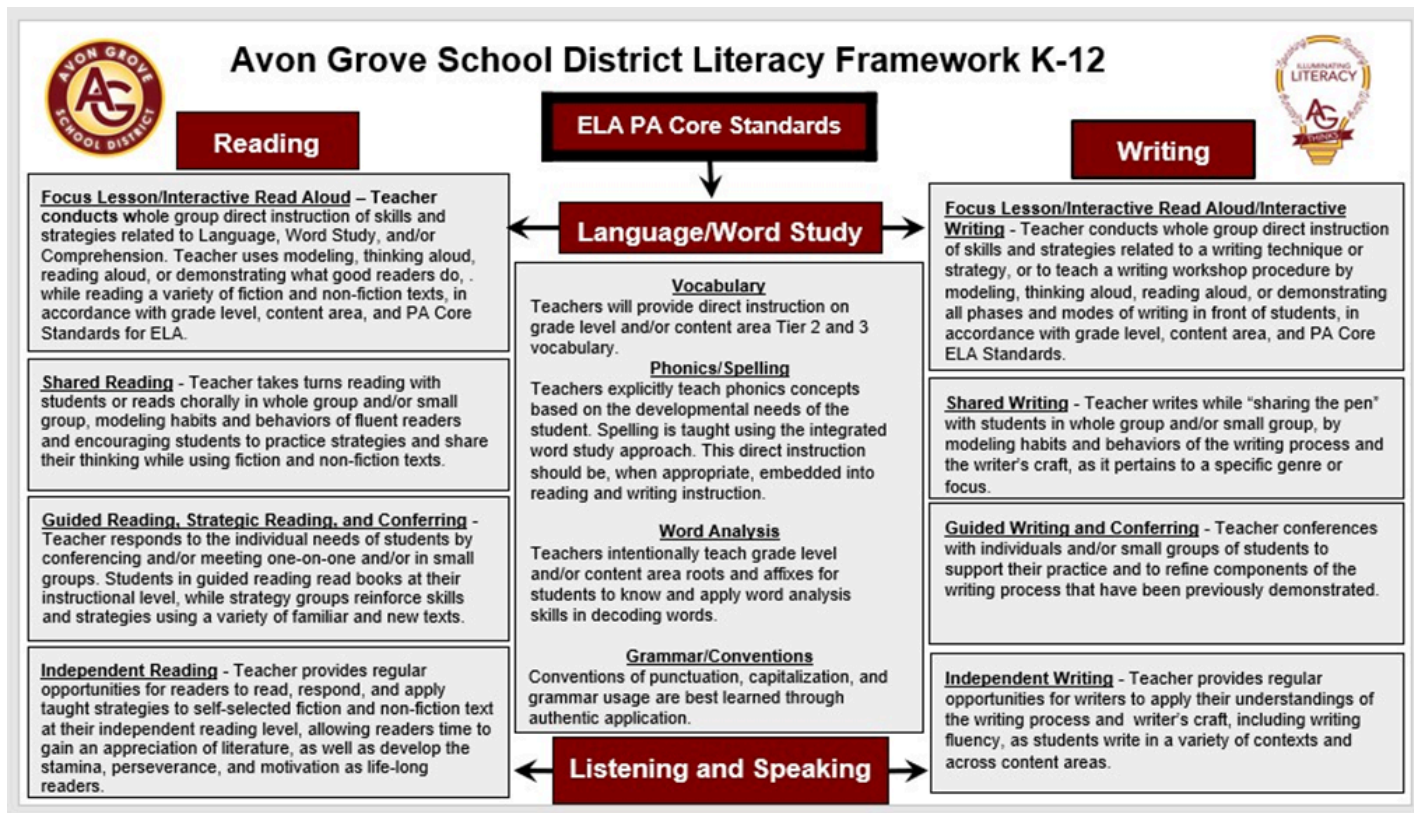 AVON GROVE
AG
SCHOOL DISTRICT
Avon Grove School District Literacy Framework K-12
ILLUMINATING
LITERACY
AG
THINKS
Reading
ELA PA Core Standards
Writing
Focus Lesson/Interactive Read Aloud – Teacher
conducts whole group direct instruction of skills and
strategies related to Language, Word Study, and/or
Comprehension. Teacher uses modeling, thinking aloud,
reading aloud, or demonstrating what good readers do, .
while reading a variety of fiction and non-fiction texts, in
accordance with grade level, content area, and PA Core
Standards for ELA.
Shared Reading - Teacher takes turns reading with
students or reads chorally in whole group and/or small
group, modeling habits and behaviors of fluent readers
and encouraging students to practice strategies and share
their thinking while using fiction and non-fiction texts.
Guided Reading, Strategic Reading, and Conferring -
Teacher responds to the individual needs of students by
conferencing and/or meeting one-on-one and/or in small
groups. Students in guided reading read books at their
instructional level, while strategy groups reinforce skills
and strategies using a variety of familiar and new texts.
Independent Reading - Teacher provides regular
opportunities for readers to read, respond, and apply
taught strategies to self-selected fiction and non-fiction text
at their independent reading level, allowing readers time to
gain an appreciation of literature, as well as develop the
stamina, perseverance, and motivation as life-long
readers.
Language/Word Study
Vocabulary
Teachers will provide direct instruction on
grade level and/or content area Tier 2 and 3
vocabulary.
Phonics/Spelling
Teachers explicitly teach phonics concepts
based on the developmental needs of the
student. Spelling is taught using the integrated
word study approach. This direct instruction
should be, when appropriate, embedded into
reading and writing instruction.
Word Analysis
Teachers intentionally teach grade level
and/or content area roots and affixes for
students to know and apply word analysis
skills in decoding words.
Grammar/Conventions
Conventions of punctuation, capitalization, and
grammar usage are best learned through
authentic application.
Listening and Speaking
Focus Lesson/Interactive Read Aloud/Interactive
Writing - Teacher conducts whole group direct instruction
of skills and strategies related to a writing technique or
strategy, or to teach a writing workshop procedure by
modeling, thinking aloud, reading aloud, or demonstrating
all phases and modes of writing in front of students, in
accordance with grade level, content area, and PA Core
ELA Standards.
Shared Writing - Teacher writes while “sharing the pen”
with students in whole group and/or small group, by
modeling habits and behaviors of the writing process and
the writer’s craft, as it pertains to a specific genre or
focus.
Guided Writing and Conferring - Teacher conferences
with individuals and/or small groups of students to
support their practice and to refine components of the
writing process that have been previously demonstrated.
Independent Writing - Teacher provides regular
opportunities for writers to apply their understandings of
the writing process and writer’s craft, including writing
fluency, as students write in a variety of contexts and
across content areas.